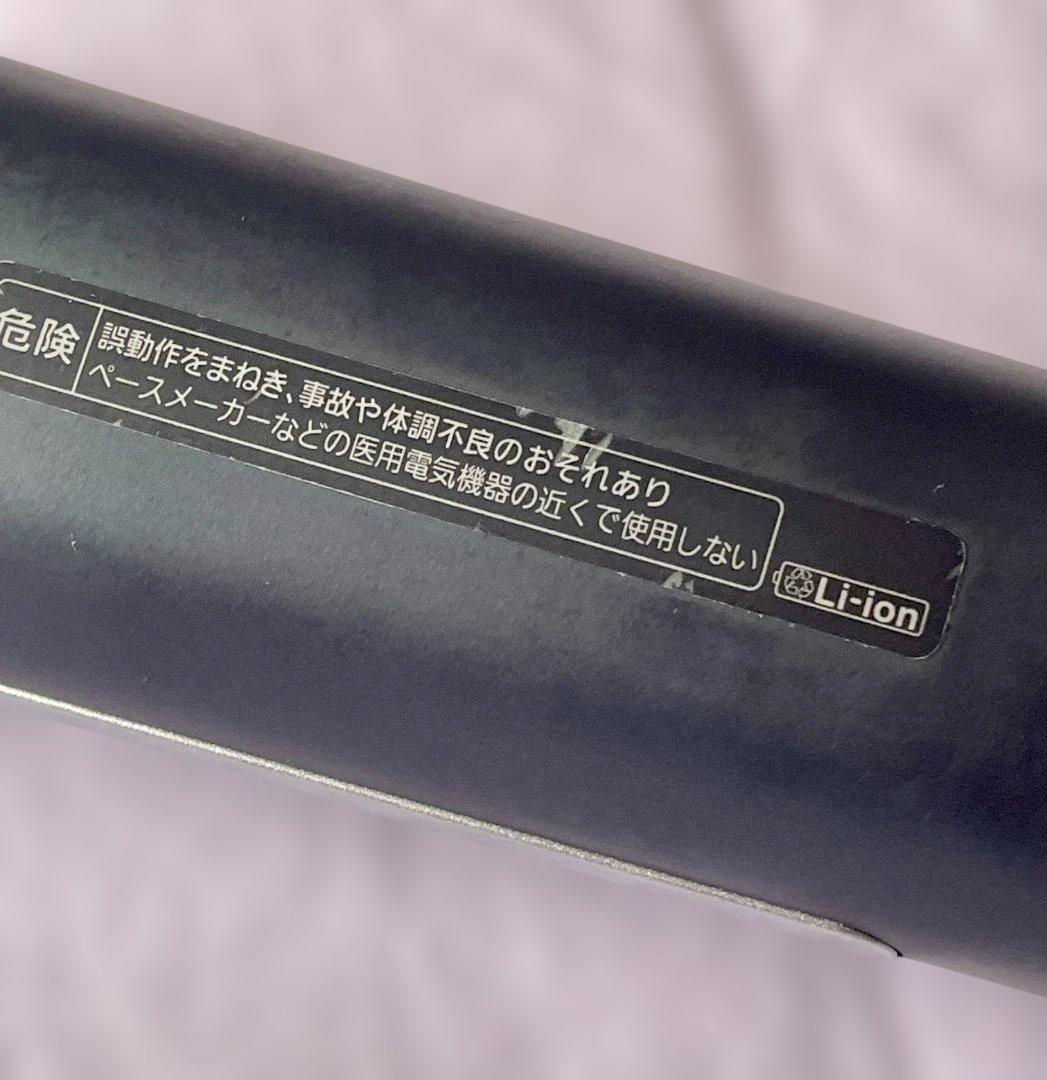 危険
誤動作をまねき、事故や体調不良のおそれあり
ペースメーカーなどの医用電気機器の近くで使用しない
Li-ion